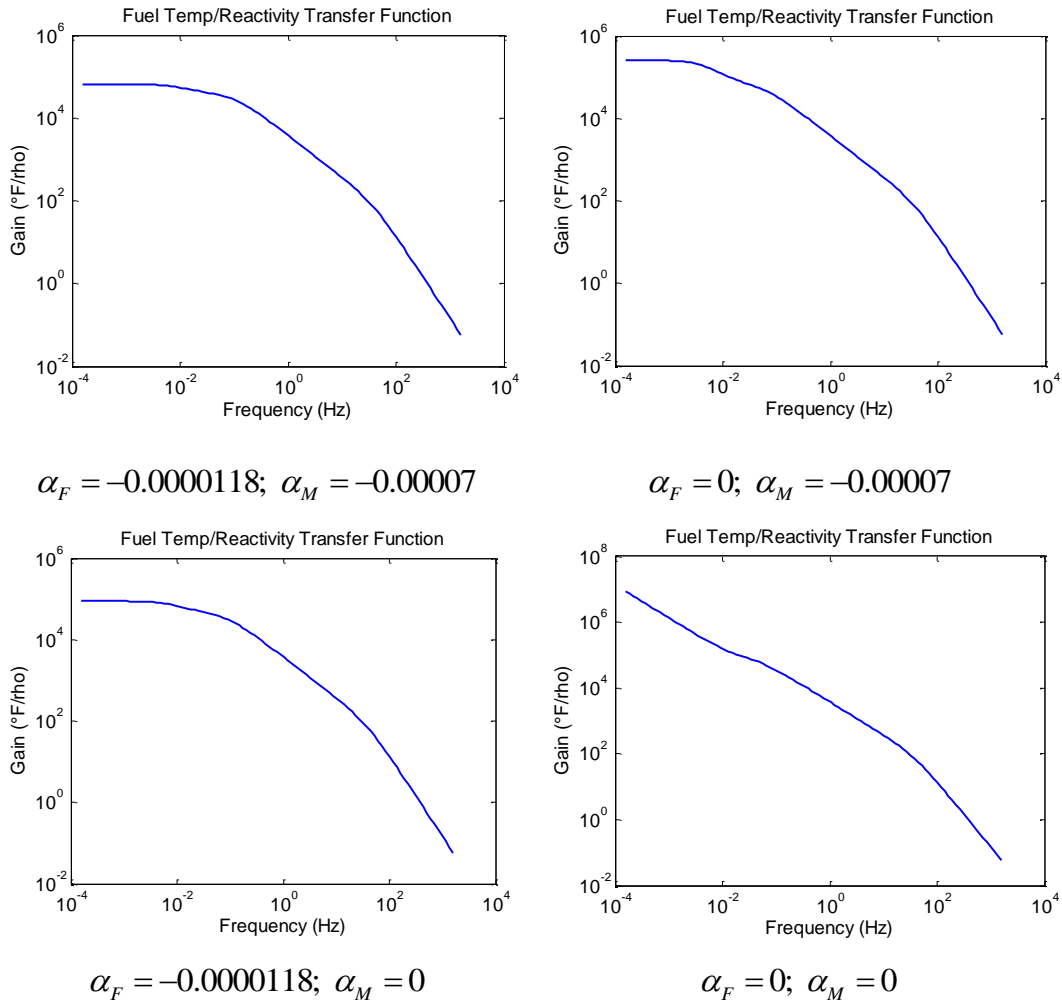 Fuel Temp/Reactivity Transfer Function
10^6
10^4
10^2
10^0
10^-2
Gain (°F/rho)
10^-4 10^-2 10^0 10^2 10^4
Frequency (Hz)
α_F = −0.0000118; α_M = −0.00007
Fuel Temp/Reactivity Transfer Function
10^6
10^4
10^2
10^0
10^-2
Gain (°F/rho)
10^-4 10^-2 10^0 10^2 10^4
Frequency (Hz)
α_F = 0; α_M = −0.00007
Fuel Temp/Reactivity Transfer Function
10^6
10^4
10^2
10^0
10^-2
Gain (°F/rho)
10^-4 10^-2 10^0 10^2 10^4
Frequency (Hz)
α_F = −0.0000118; α_M = 0
Fuel Temp/Reactivity Transfer Function
10^8
10^6
10^4
10^2
10^0
10^-2
Gain (°F/rho)
10^-4 10^-2 10^0 10^2 10^4
Frequency (Hz)
α_F = 0; α_M = 0